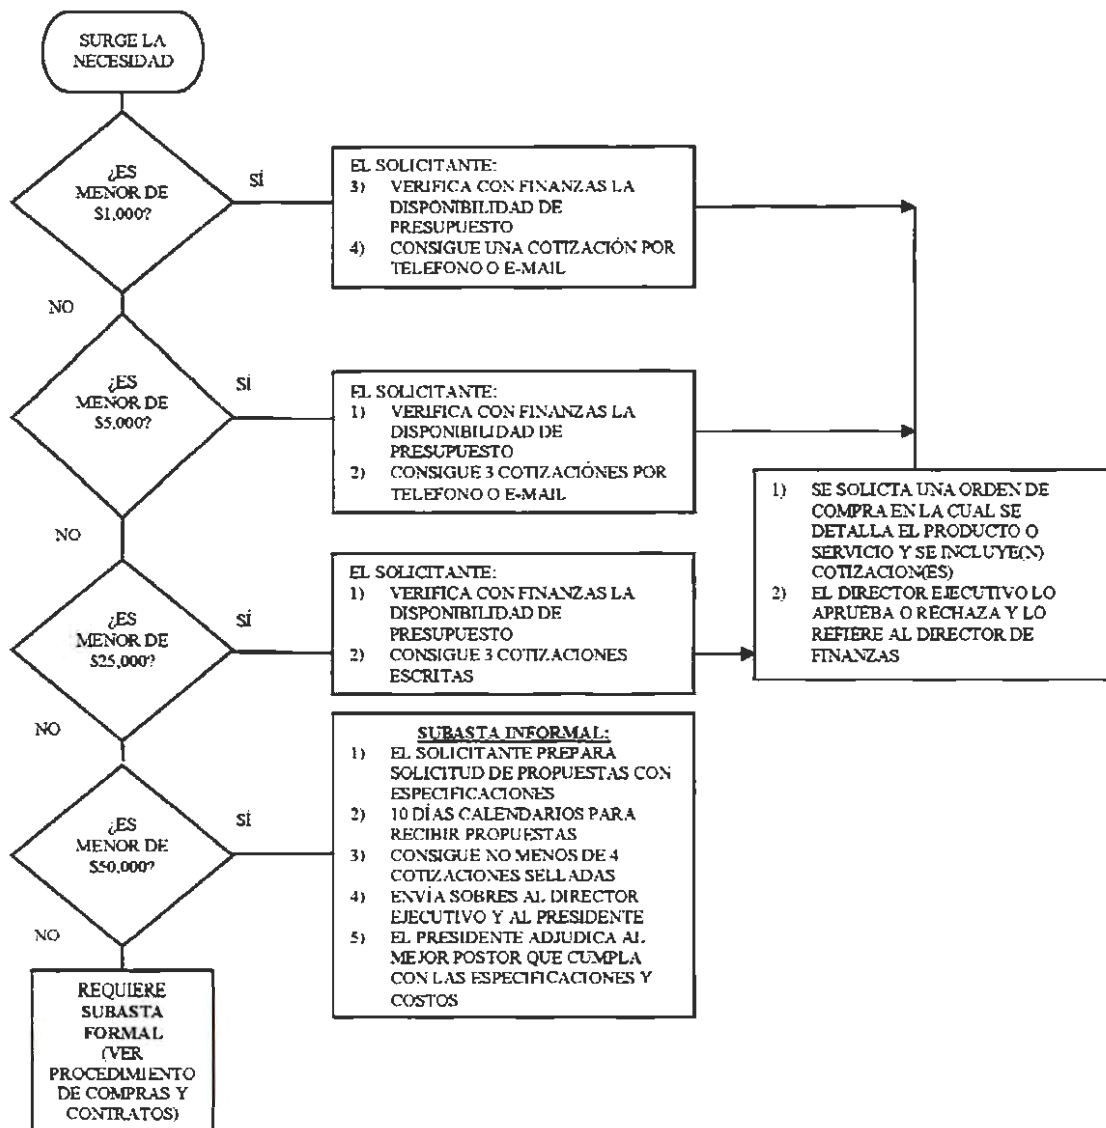 SURGE LA
NECESIDAD
¿ES
MENOR DE
$1,000?
SÍ
EL SOLICITANTE:
3) VERIFICA CON FINANZAS LA
DISPONIBILIDAD DE
PRESUPUESTO
4) CONSIGUE UNA COTIZACIÓN POR
TELEFONO O E-MAIL
NO
¿ES
MENOR DE
$5,000?
SÍ
EL SOLICITANTE:
1) VERIFICA CON FINANZAS LA
DISPONIBILIDAD DE
PRESUPUESTO
2) CONSIGUE 3 COTIZACIÓNES POR
TELEFONO O E-MAIL
1) SE SOLICTA UNA ORDEN DE
COMPRA EN LA CUAL SE
DETALLA EL PRODUCTO O
SERVICIO Y SE INCLUYE(N)
COTIZACION(ES)
2) EL DIRECTOR EJECUTIVO LO
APRUEBA O RECHAZA Y LO
REFIERE AL DIRECTOR DE
FINANZAS
NO
¿ES
MENOR DE
$25,000?
SÍ
EL SOLICITANTE:
1) VERIFICA CON FINANZAS LA
DISPONIBILIDAD DE
PRESUPUESTO
2) CONSIGUE 3 COTIZACIONES
ESCRITAS
NO
¿ES
MENOR DE
$50,000?
SÍ
SUBASTA INFORMAL:
1) EL SOLICITANTE PREPARA
SOLICITUD DE PROPUESTAS CON
ESPECIFICACIONES
2) 10 DÍAS CALENDARIOS PARA
RECIBIR PROPUESTAS
3) CONSIGUE NO MENOS DE 4
COTIZACIONES SELLADAS
4) ENVÍA SOBRES AL DIRECTOR
EJECUTIVO Y AL PRESIDENTE
5) EL PRESIDENTE ADJUDICA AL
MEJOR POSTOR QUE CUMPLA
CON LAS ESPECIFICACIONES Y
COSTOS
NO
REQUIERE
SUBASTA
FORMAL
(VER
PROCEDIMIENTO
DE COMPRAS Y
CONTRATOS)